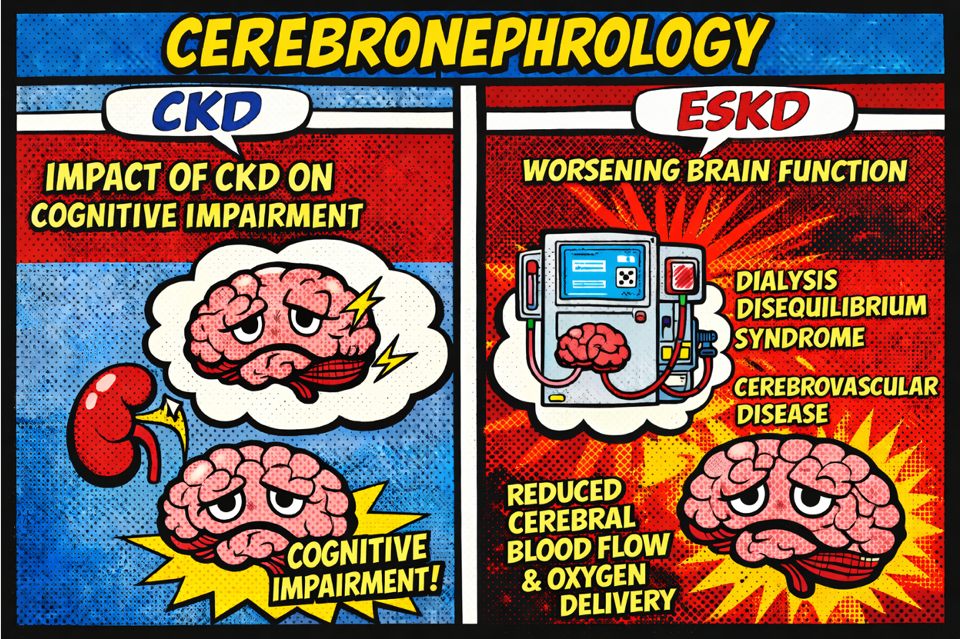 CEREBRONEPHROLOGY
CKD
IMPACT OF CKD ON
COGNITIVE IMPAIRMENT
COGNITIVE
IMPAIRMENT!
ESKD
WORSENING BRAIN FUNCTION
DIALYSIS
DISEQUILIBRIUM
SYNDROME
CEREBROVASCULAR
DISEASE
REDUCED
CEREBRAL
BLOOD FLOW
& OXYGEN
DELIVERY